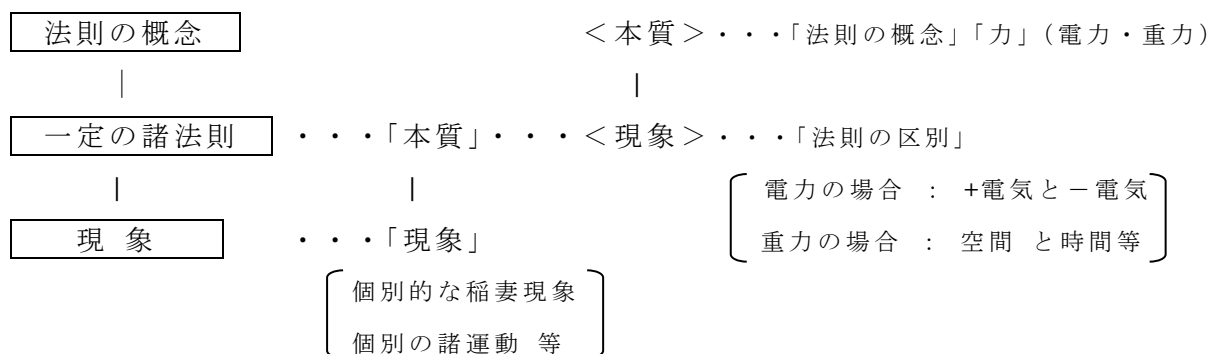 法則の概念 ＜本質＞・・・「法則の概念」「力」（電力・重力）
一定の諸法則 ・・・「本質」・・・＜現象＞・・・「法則の区別」
電力の場合 ： +電気と－電気
現 象 ・・・「現象」 重力の場合 ： 空間 と時間等
個別的な稲妻現象
個別の諸運動 等